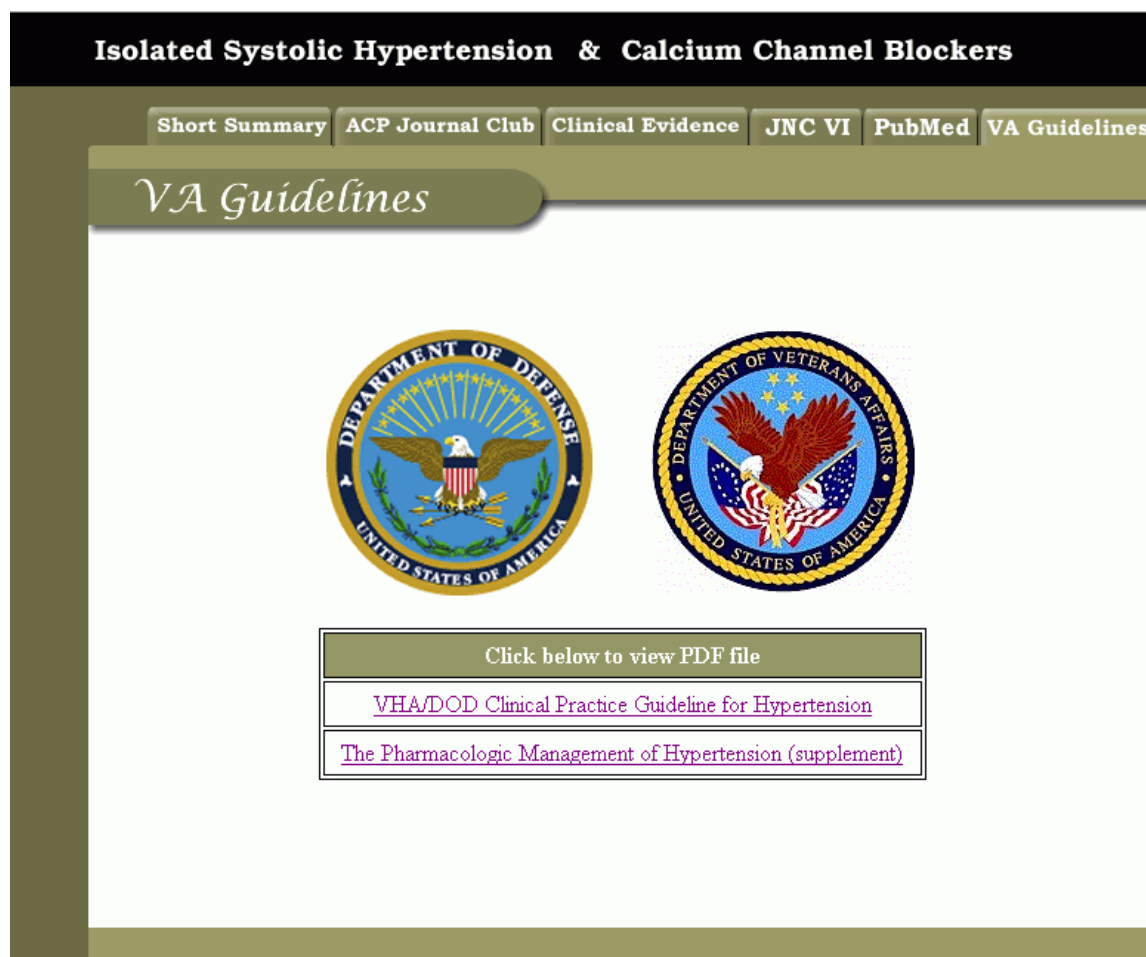 Isolated Systolic Hypertension & Calcium Channel Blockers
Short Summary ACP Journal Club Clinical Evidence JNC VI PubMed VA Guidelines
VA Guidelines
DEPARTMENT OF DEFENSE
UNITED STATES OF AMERICA
DEPARTMENT OF VETERANS AFFAIRS
UNITED STATES OF AMERICA
Click below to view PDF file
VHA/DOD Clinical Practice Guideline for Hypertension
The Pharmacologic Management of Hypertension (supplement)